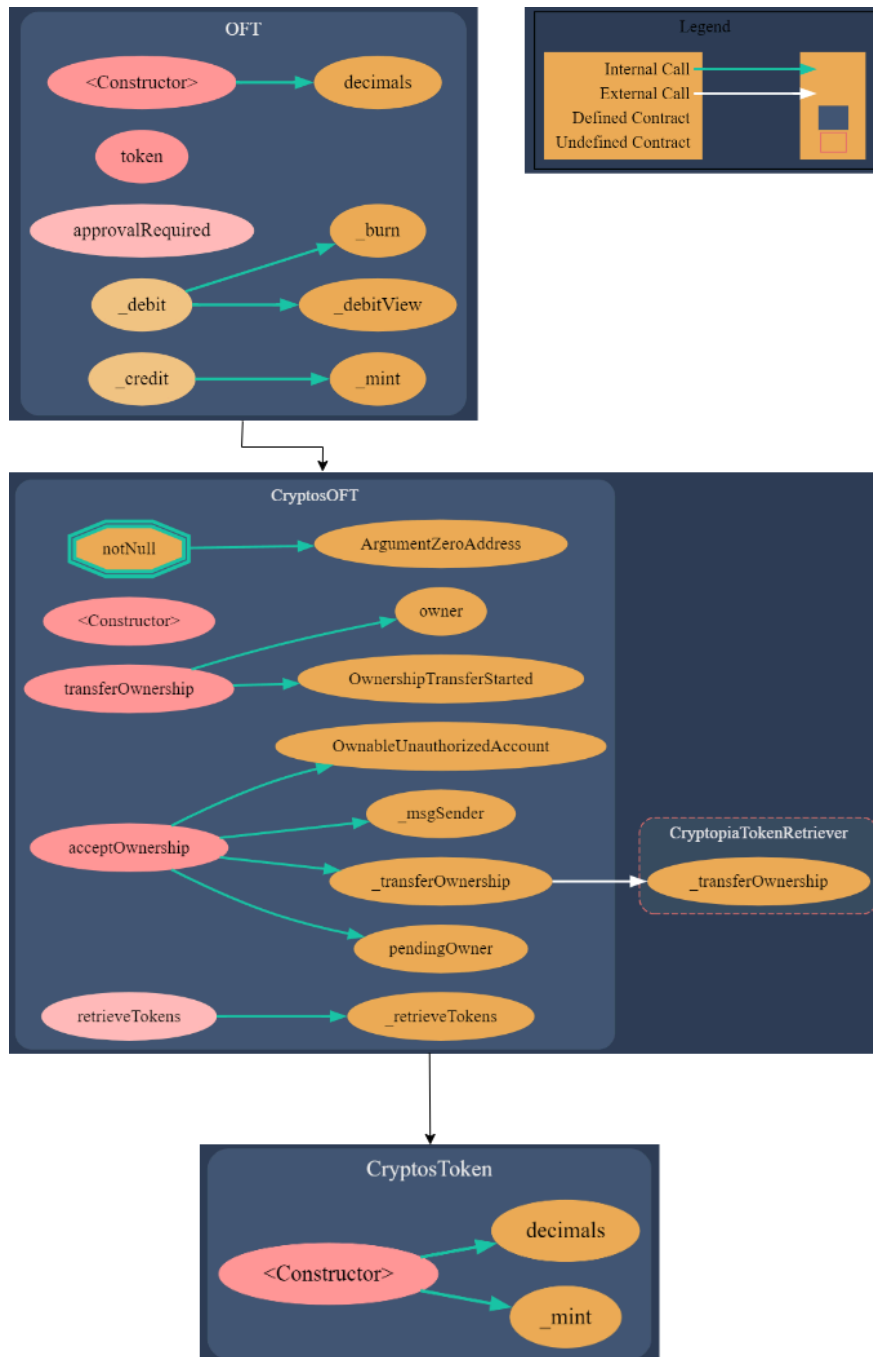 OFT
<Constructor>
decimals
token
approvalRequired
_burn
_debit
_debitView
_credit
_mint
Legend
Internal Call
External Call
Defined Contract
Undefined Contract
CryptosOFT
notNull
ArgumentZeroAddress
owner
<Constructor>
transferOwnership
OwnershipTransferStarted
OwnableUnauthorizedAccount
_msgSender
acceptOwnership
_transferOwnership
pendingOwner
CryptopiaTokenRetriever
_transferOwnership
retrieveTokens
_retrieveTokens
CryptosToken
<Constructor>
decimals
_mint